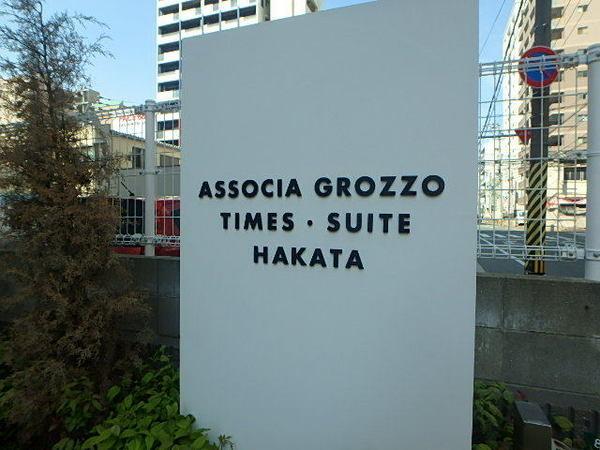 ASSOCIA GROZZO
TIMES · SUITE
HAKATA